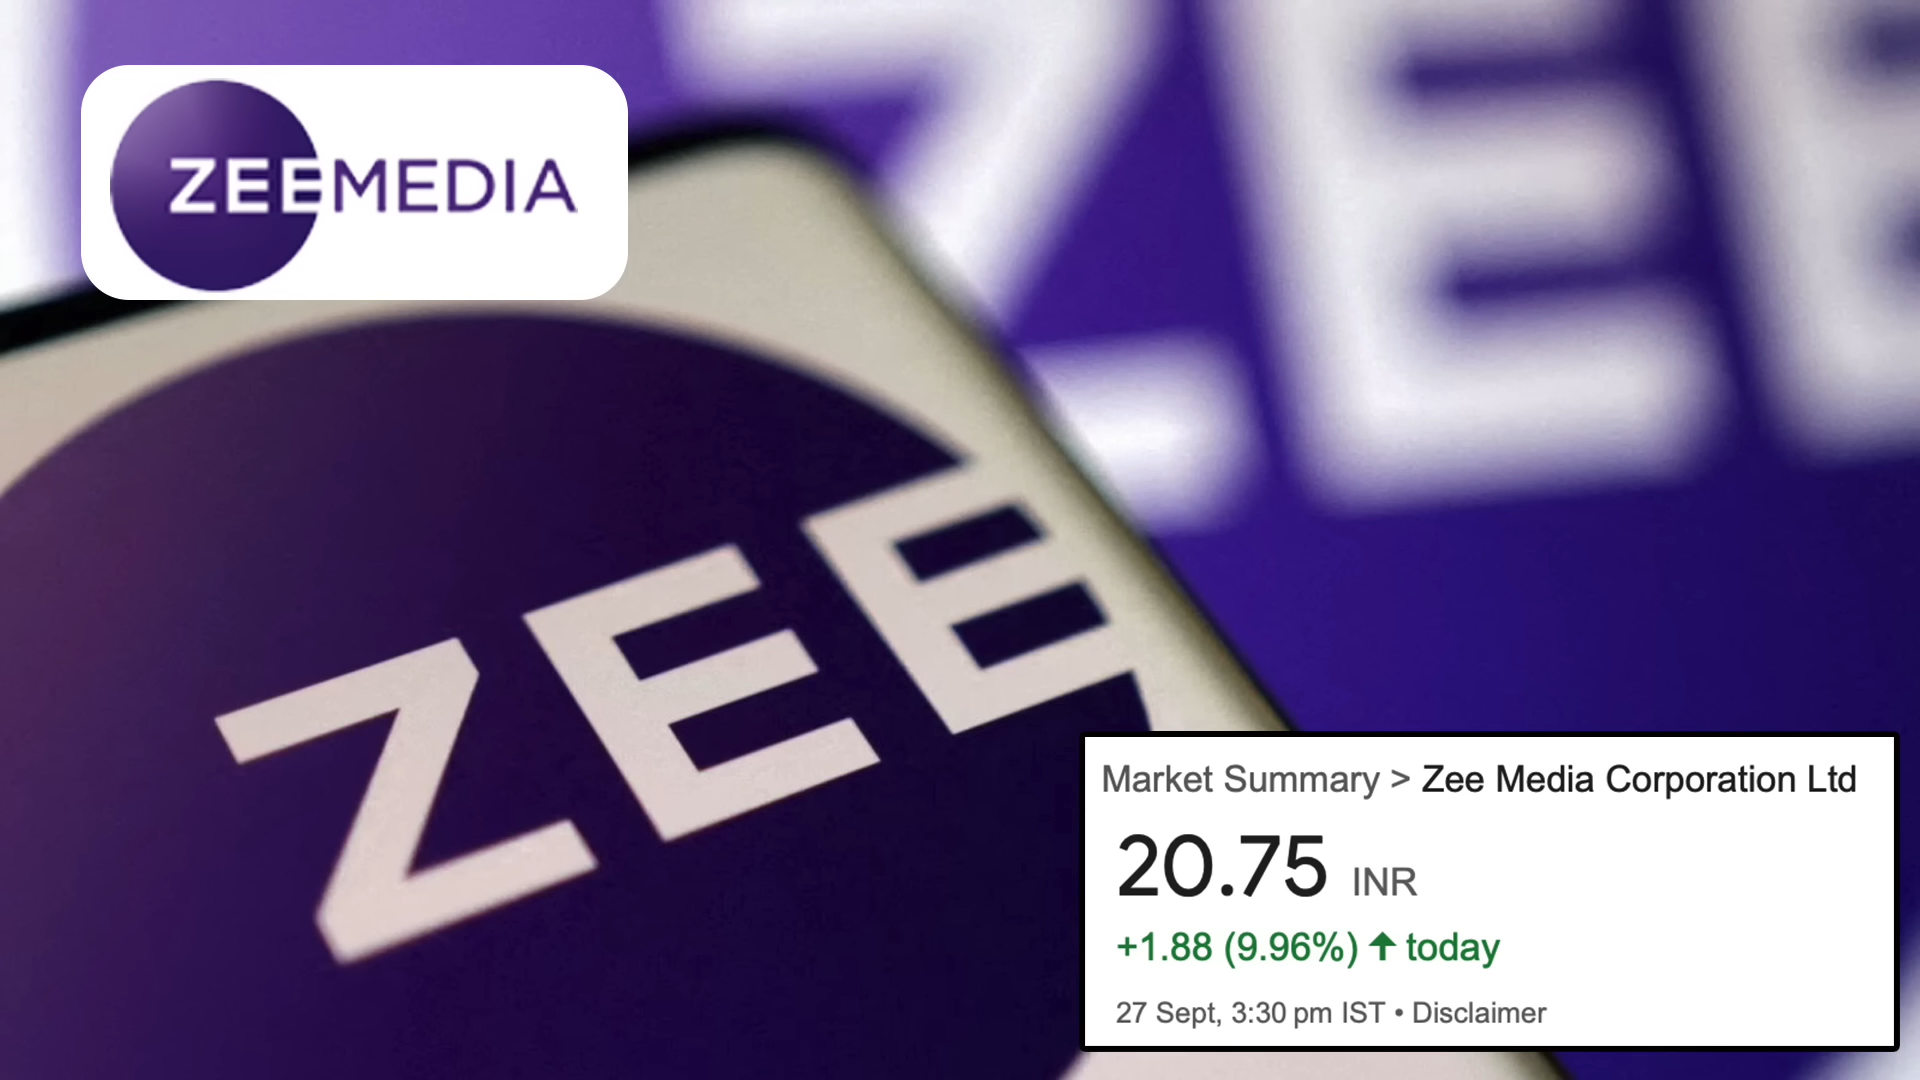 ZEE
ZEEMEDIA
ZEE
Market Summary > Zee Media Corporation Ltd
20.75 INR
+1.88 (9.96%) ↑ today
27 Sept, 3:30 pm IST • Disclaimer